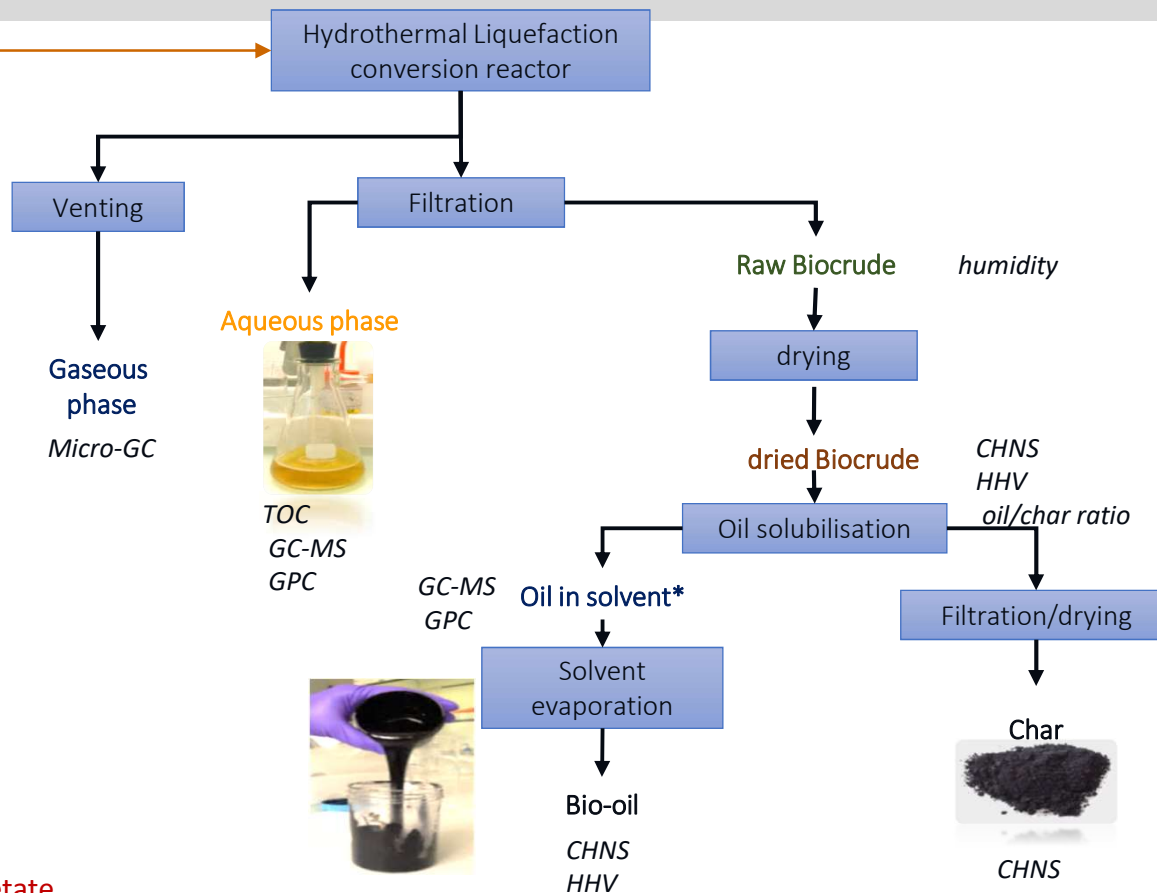 Hydrothermal Liquefaction
conversion reactor
Venting
Filtration
Raw Biocrude
humidity
Aqueous phase
drying
Gaseous
phase
Micro-GC
dried Biocrude
CHNS
HHV
oil/char ratio
TOC
GC-MS
GPC
Oil solubilisation
GC-MS
GPC
Oil in solvent*
Filtration/drying
Solvent
evaporation
Char
Bio-oil
CHNS
HHV
CHNS